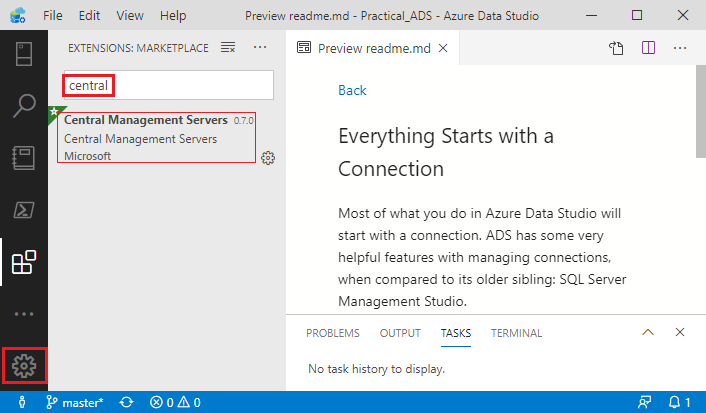 File Edit View Help Preview readme.md - Practical_ADS - Azure Data Studio
EXTENSIONS: MARKETPLACE
central
Central Management Servers 0.7.0
Central Management Servers
Microsoft
Preview readme.md
Back
Everything Starts with a
Connection
Most of what you do in Azure Data Studio will
start with a connection. ADS has some very
helpful features with managing connections,
when compared to its older sibling: SQL Server
Management Studio.
PROBLEMS OUTPUT TASKS TERMINAL
No task history to display.
master* 0 0 1